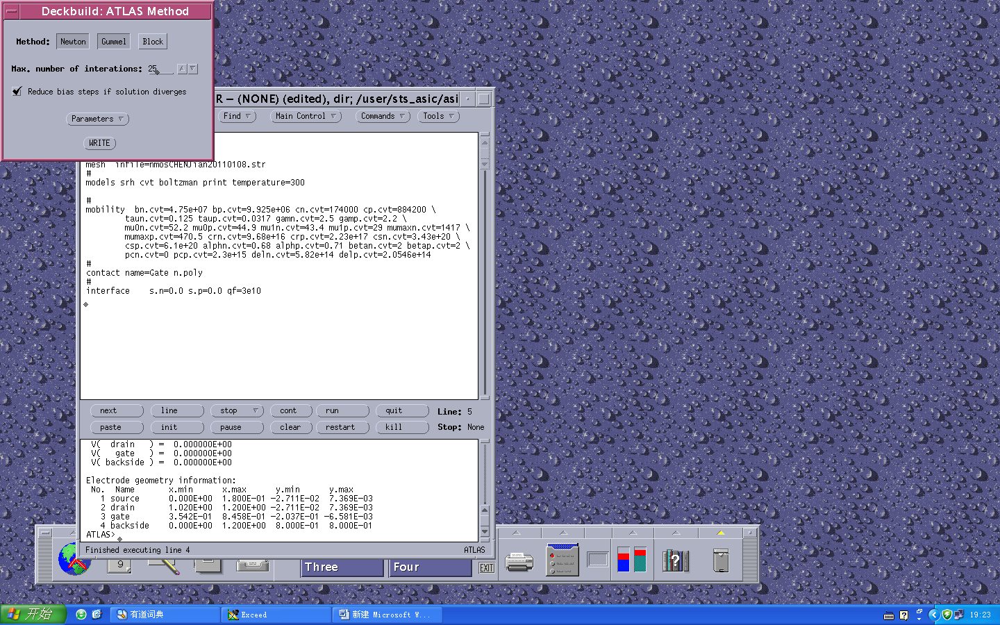 Deckbuild: ATLAS Method
Method: Newton Gummel Block
Max. number of interations: 25
Reduce bias steps if solution diverges
Parameters
WRITE
R – (NONE) (edited), dir; /user/sts_asic/asi
Find Main Control Commands Tools
mesh infile=nmosCHENJian20110108.str
#
models srh cvt boltzman print temperature=300
#
mobility bn.cvt=4.75e+07 bp.cvt=9.925e+06 cn.cvt=174000 cp.cvt=884200 \
taun.cvt=0.125 taup.cvt=0.0317 gamn.cvt=2.5 gamp.cvt=2.2 \
mu0n.cvt=52.2 mu0p.cvt=44.9 mu1n.cvt=43.4 mu1p.cvt=29 mumaxn.cvt=1417 \
mumaxp.cvt=470.5 crn.cvt=9.68e+16 crp.cvt=2.23e+17 csn.cvt=3.43e+20 \
csp.cvt=6.1e+20 alphn.cvt=0.68 alphp.cvt=0.71 betan.cvt=2 betap.cvt=2 \
pcn.cvt=0 pcp.cvt=2.3e+15 deln.cvt=5.82e+14 delp.cvt=2.0546e+14
#
contact name=Gate n.poly
#
interface s.n=0.0 s.p=0.0 qf=3e10
next line stop cont run quit Line: 5
paste init pause clear restart kill Stop: None
V( drain ) = 0.000000E+00
V( gate ) = 0.000000E+00
V( backside ) = 0.000000E+00
Electrode geometry information:
No. Name x.min x.max y.min y.max
1 source 0.000E+00 1.800E-01 -2.711E-02 7.369E-03
2 drain 1.020E+00 1.200E+00 -2.711E-02 7.369E-03
3 gate 3.542E-01 8.458E-01 -2.037E-01 -6.581E-03
4 backside 0.000E+00 1.200E+00 8.000E-01 8.000E-01
ATLAS>
Finished executing line 4 ATLAS
9 Three Four EXIT ?
开始 有道词典 Exceed 新建 Microsoft W... 19:23